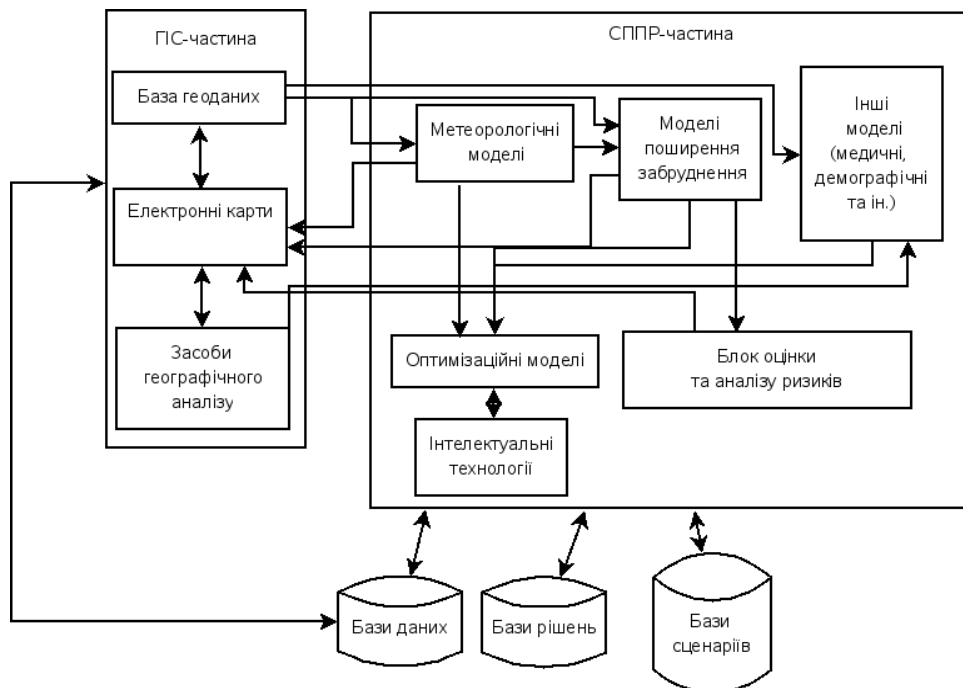 ГІС-частина
База геоданих
Електронні карти
Засоби
географічного
аналізу
СППР-частина
Метеорологічні
моделі
Моделі
поширення
забруднення
Інші
моделі
(медичні,
демографічні
та ін.)
Оптимізаційні моделі
Блок оцінки
та аналізу ризиків
Інтелектуальні
технології
Бази даних
Бази рішень
Бази
сценаріїв